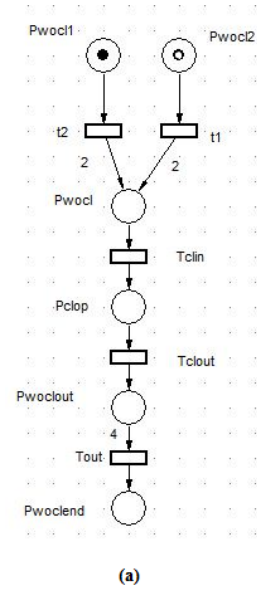 Pwocl1
Pwocl2
t2
t1
2
2
Pwocl
Tclin
Pclop
Tclout
Pwoclout
4
Tout
Pwoclend
(a)